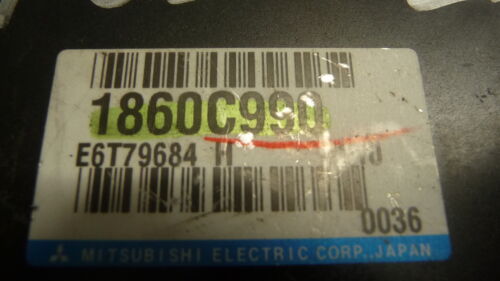 1860C990
E6T79684 H
0036
MITSUBISHI ELECTRIC CORP., JAPAN